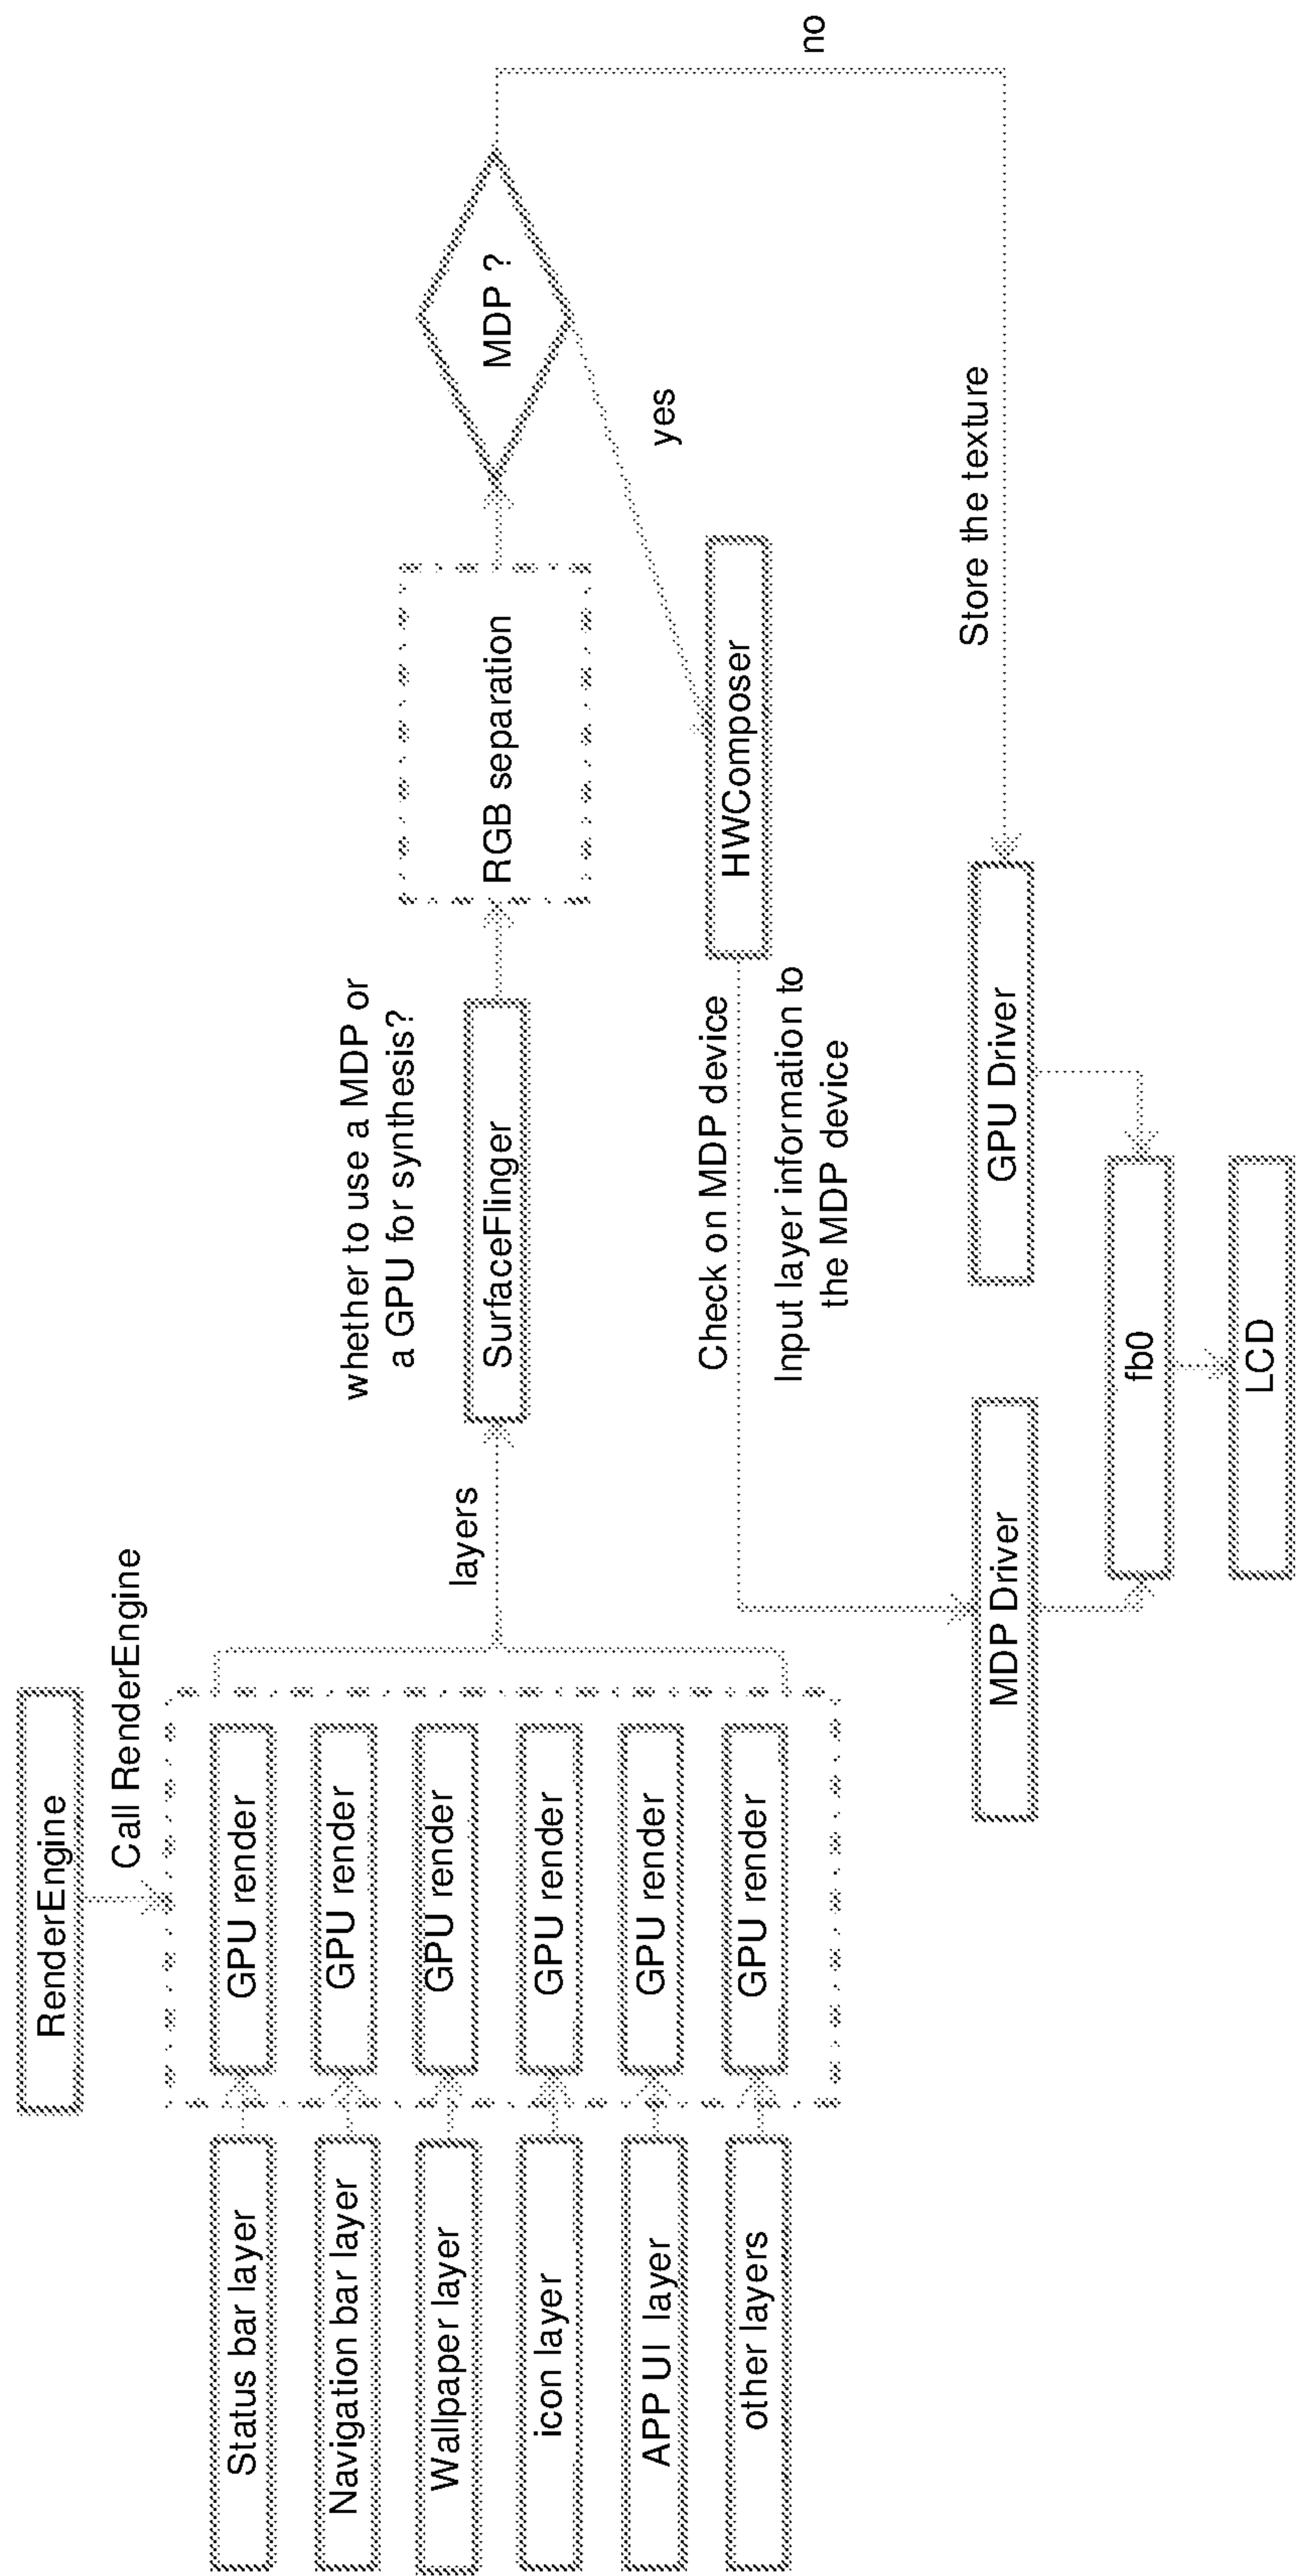 RenderEngine
Call RenderEngine
Status bar layer
GPU render
Navigation bar layer
GPU render
Wallpaper layer
GPU render
icon layer
GPU render
APP UI layer
GPU render
other layers
GPU render
layers
whether to use a MDP or
a GPU for synthesis?
SurfaceFlinger
RGB separation
MDP ?
yes
no
HWComposer
Check on MDP device
Input layer information to
the MDP device
Store the texture
MDP Driver
GPU Driver
fb0
LCD